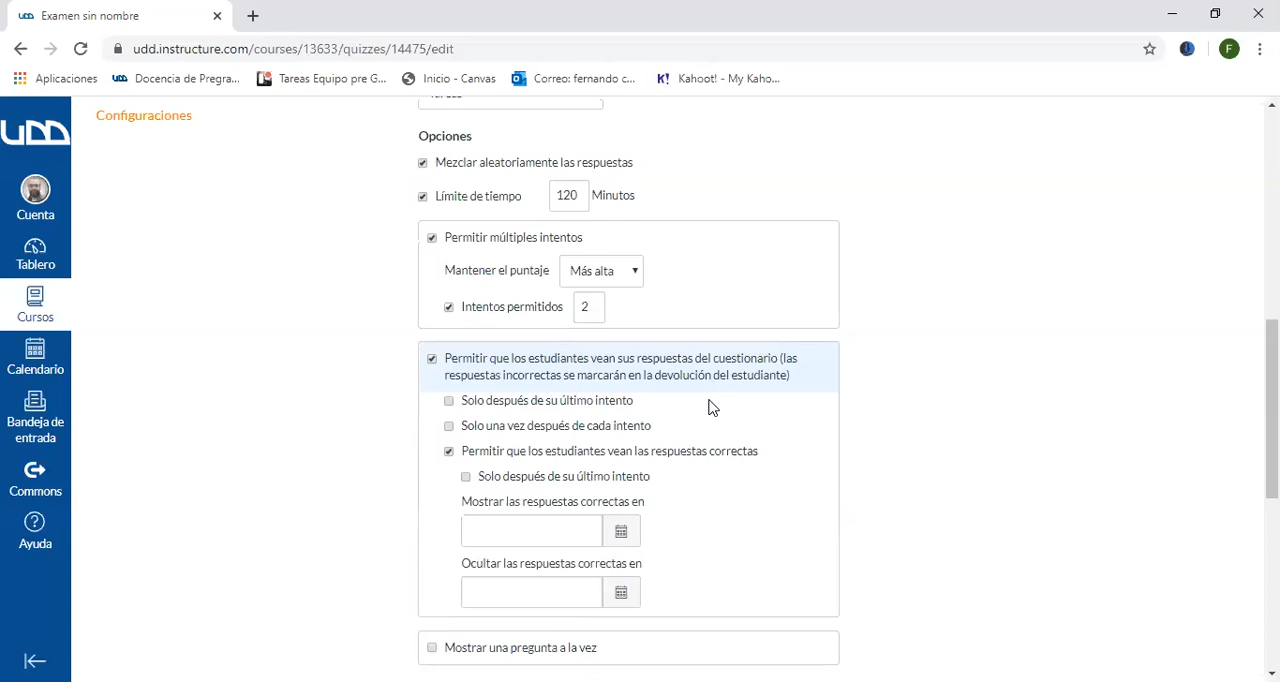 UDD Examen sin nombre
udd.instructure.com/courses/13633/quizzes/14475/edit
F
Aplicaciones UDD Docencia de Pregra... Tareas Equipo pre G... Inicio - Canvas Correo: fernando c... K! Kahoot! - My Kaho...
UDD
Cuenta
Tablero
Cursos
Calendario
Bandeja de
entrada
Commons
Ayuda
Configuraciones
Opciones
Mezclar aleatoriamente las respuestas
Límite de tiempo 120 Minutos
Permitir múltiples intentos
Mantener el puntaje Más alta
Intentos permitidos 2
Permitir que los estudiantes vean sus respuestas del cuestionario (las
respuestas incorrectas se marcarán en la devolución del estudiante)
Solo después de su último intento
Solo una vez después de cada intento
Permitir que los estudiantes vean las respuestas correctas
Solo después de su último intento
Mostrar las respuestas correctas en
Ocultar las respuestas correctas en
Mostrar una pregunta a la vez